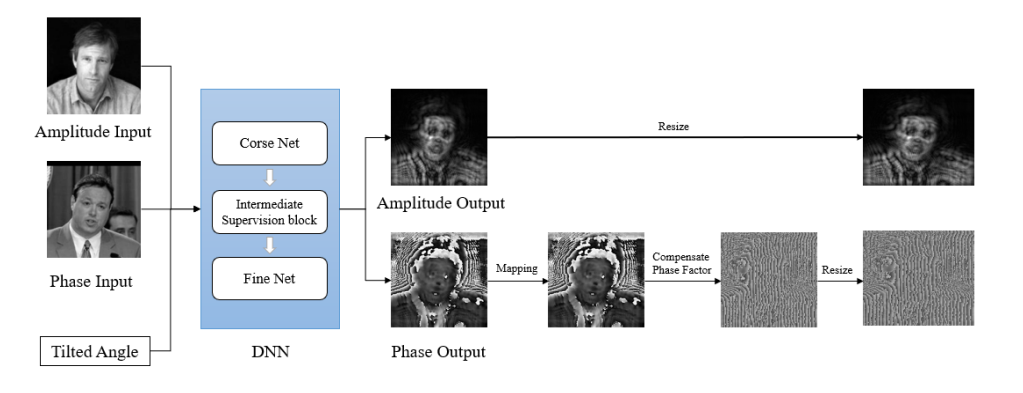 Amplitude Input
Phase Input
Tilted Angle
Corse Net
Intermediate
Supervision block
Fine Net
DNN
Amplitude Output
Phase Output
Resize
Mapping
Compensate
Phase Factor
Resize